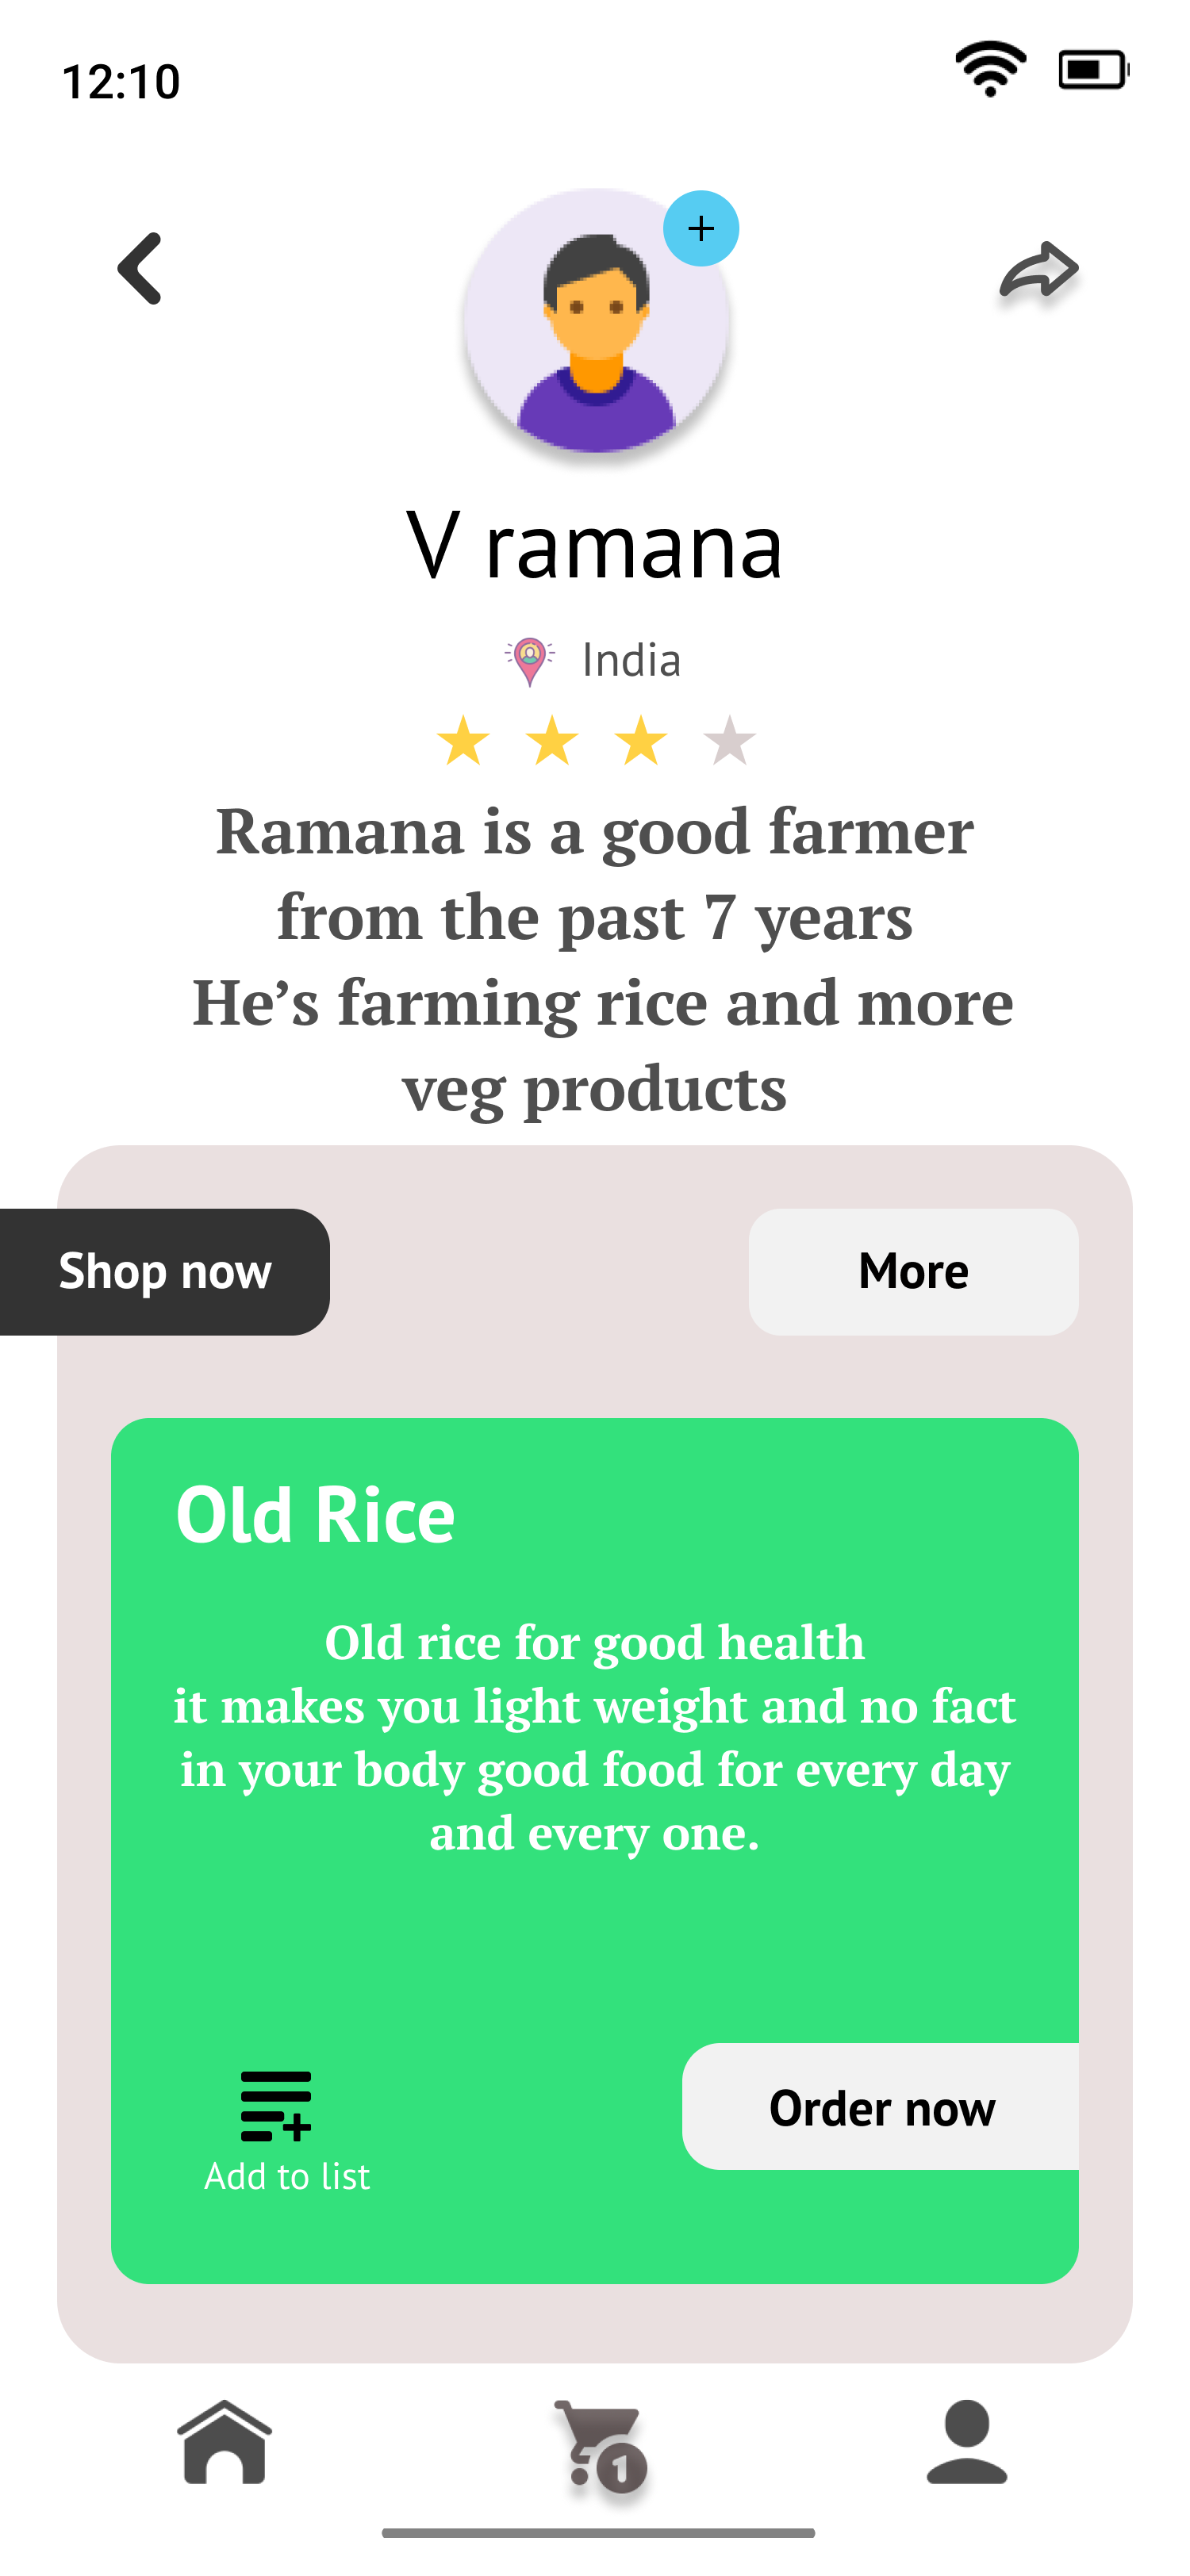 12:10
+
V ramana
India
Ramana is a good farmer
from the past 7 years
He’s farming rice and more
veg products
Shop now
More
Old Rice
Old rice for good health
it makes you light weight and no fact
in your body good food for every day
and every one.
Add to list
Order now
1